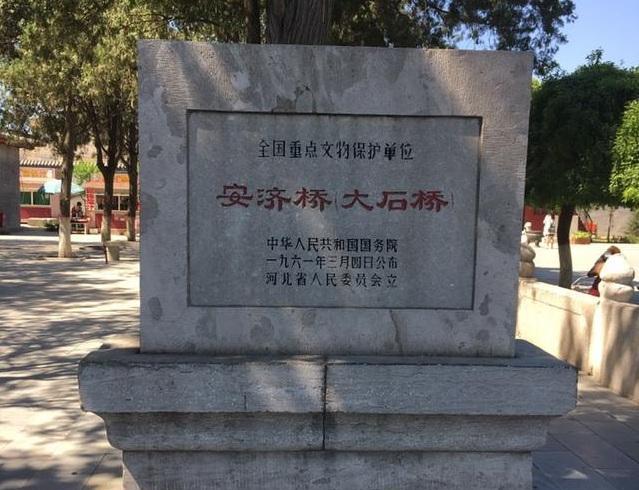 全国重点文物保护单位
安济桥(大石桥)
中华人民共和国国务院
一九六一年三月四日公布
河北省人民委员会立